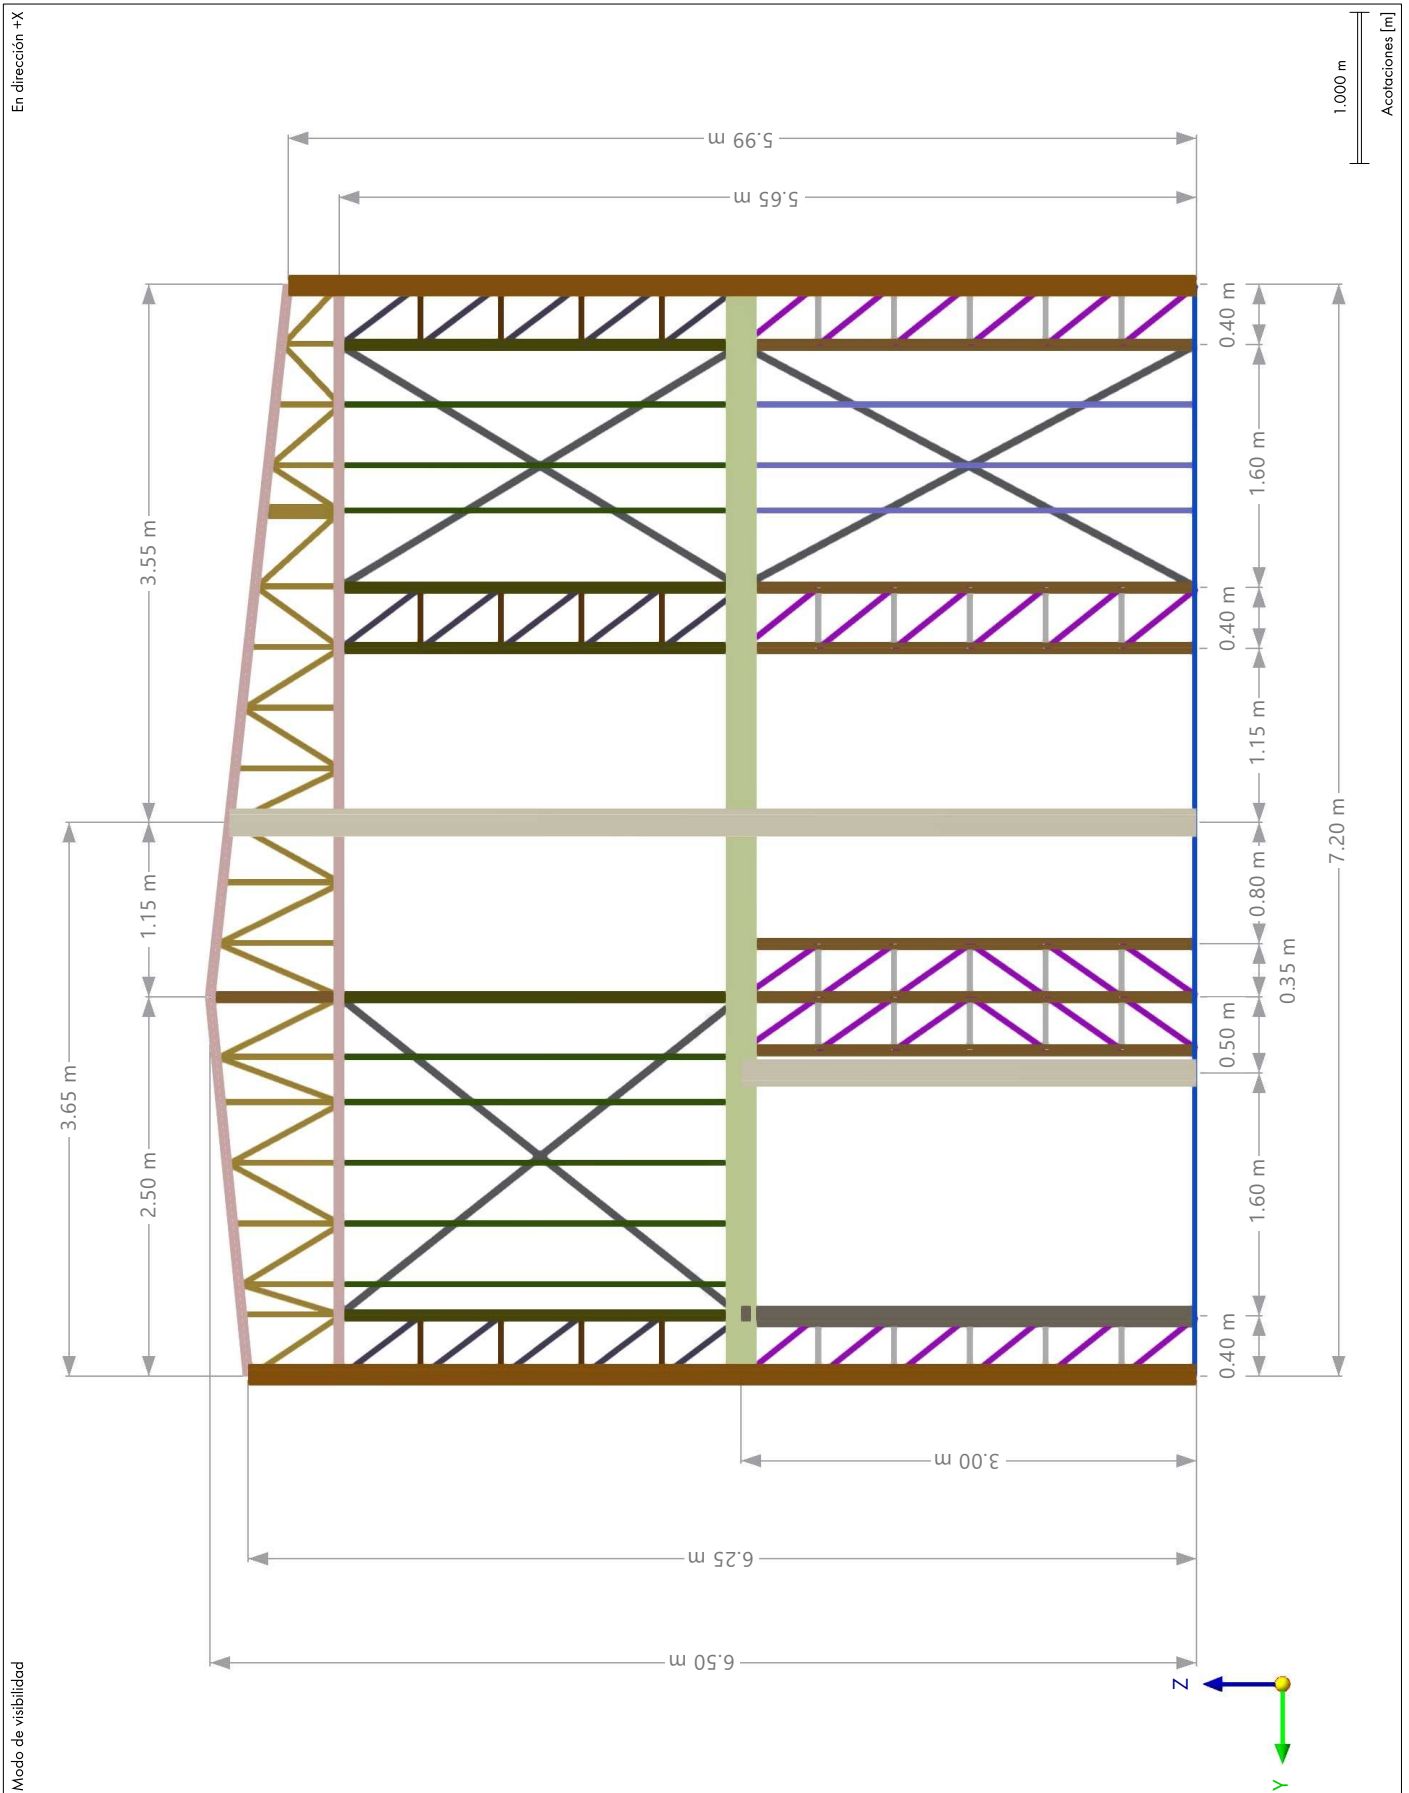 En dirección +X
Modo de visibilidad
1.000 m
Acotaciones [m]
5.99 m
5.65 m
3.55 m
1.15 m
3.65 m
2.50 m
0.40 m
1.60 m
0.40 m
1.15 m
0.80 m
0.35 m
0.50 m
1.60 m
0.40 m
7.20 m
3.00 m
6.25 m
6.50 m
Z
Y